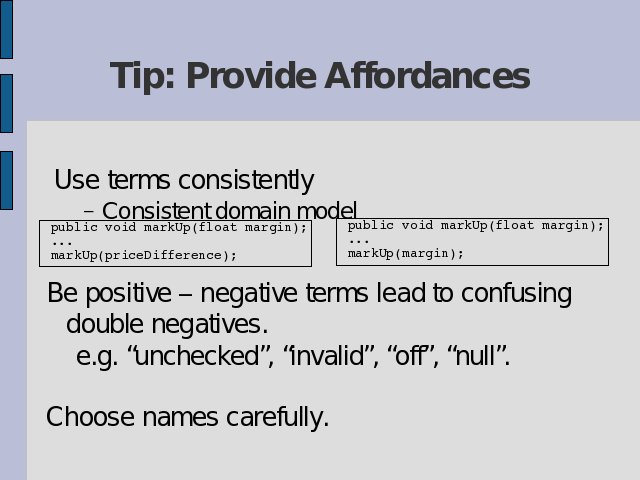 Tip: Provide Affordances
Use terms consistently
– Consistent domain model
public void markUp(float margin);
...
markUp(priceDifference);
public void markUp(float margin);
...
markUp(margin);
Be positive – negative terms lead to confusing
double negatives.
e.g. “unchecked”, “invalid”, “off”, “null”.
Choose names carefully.